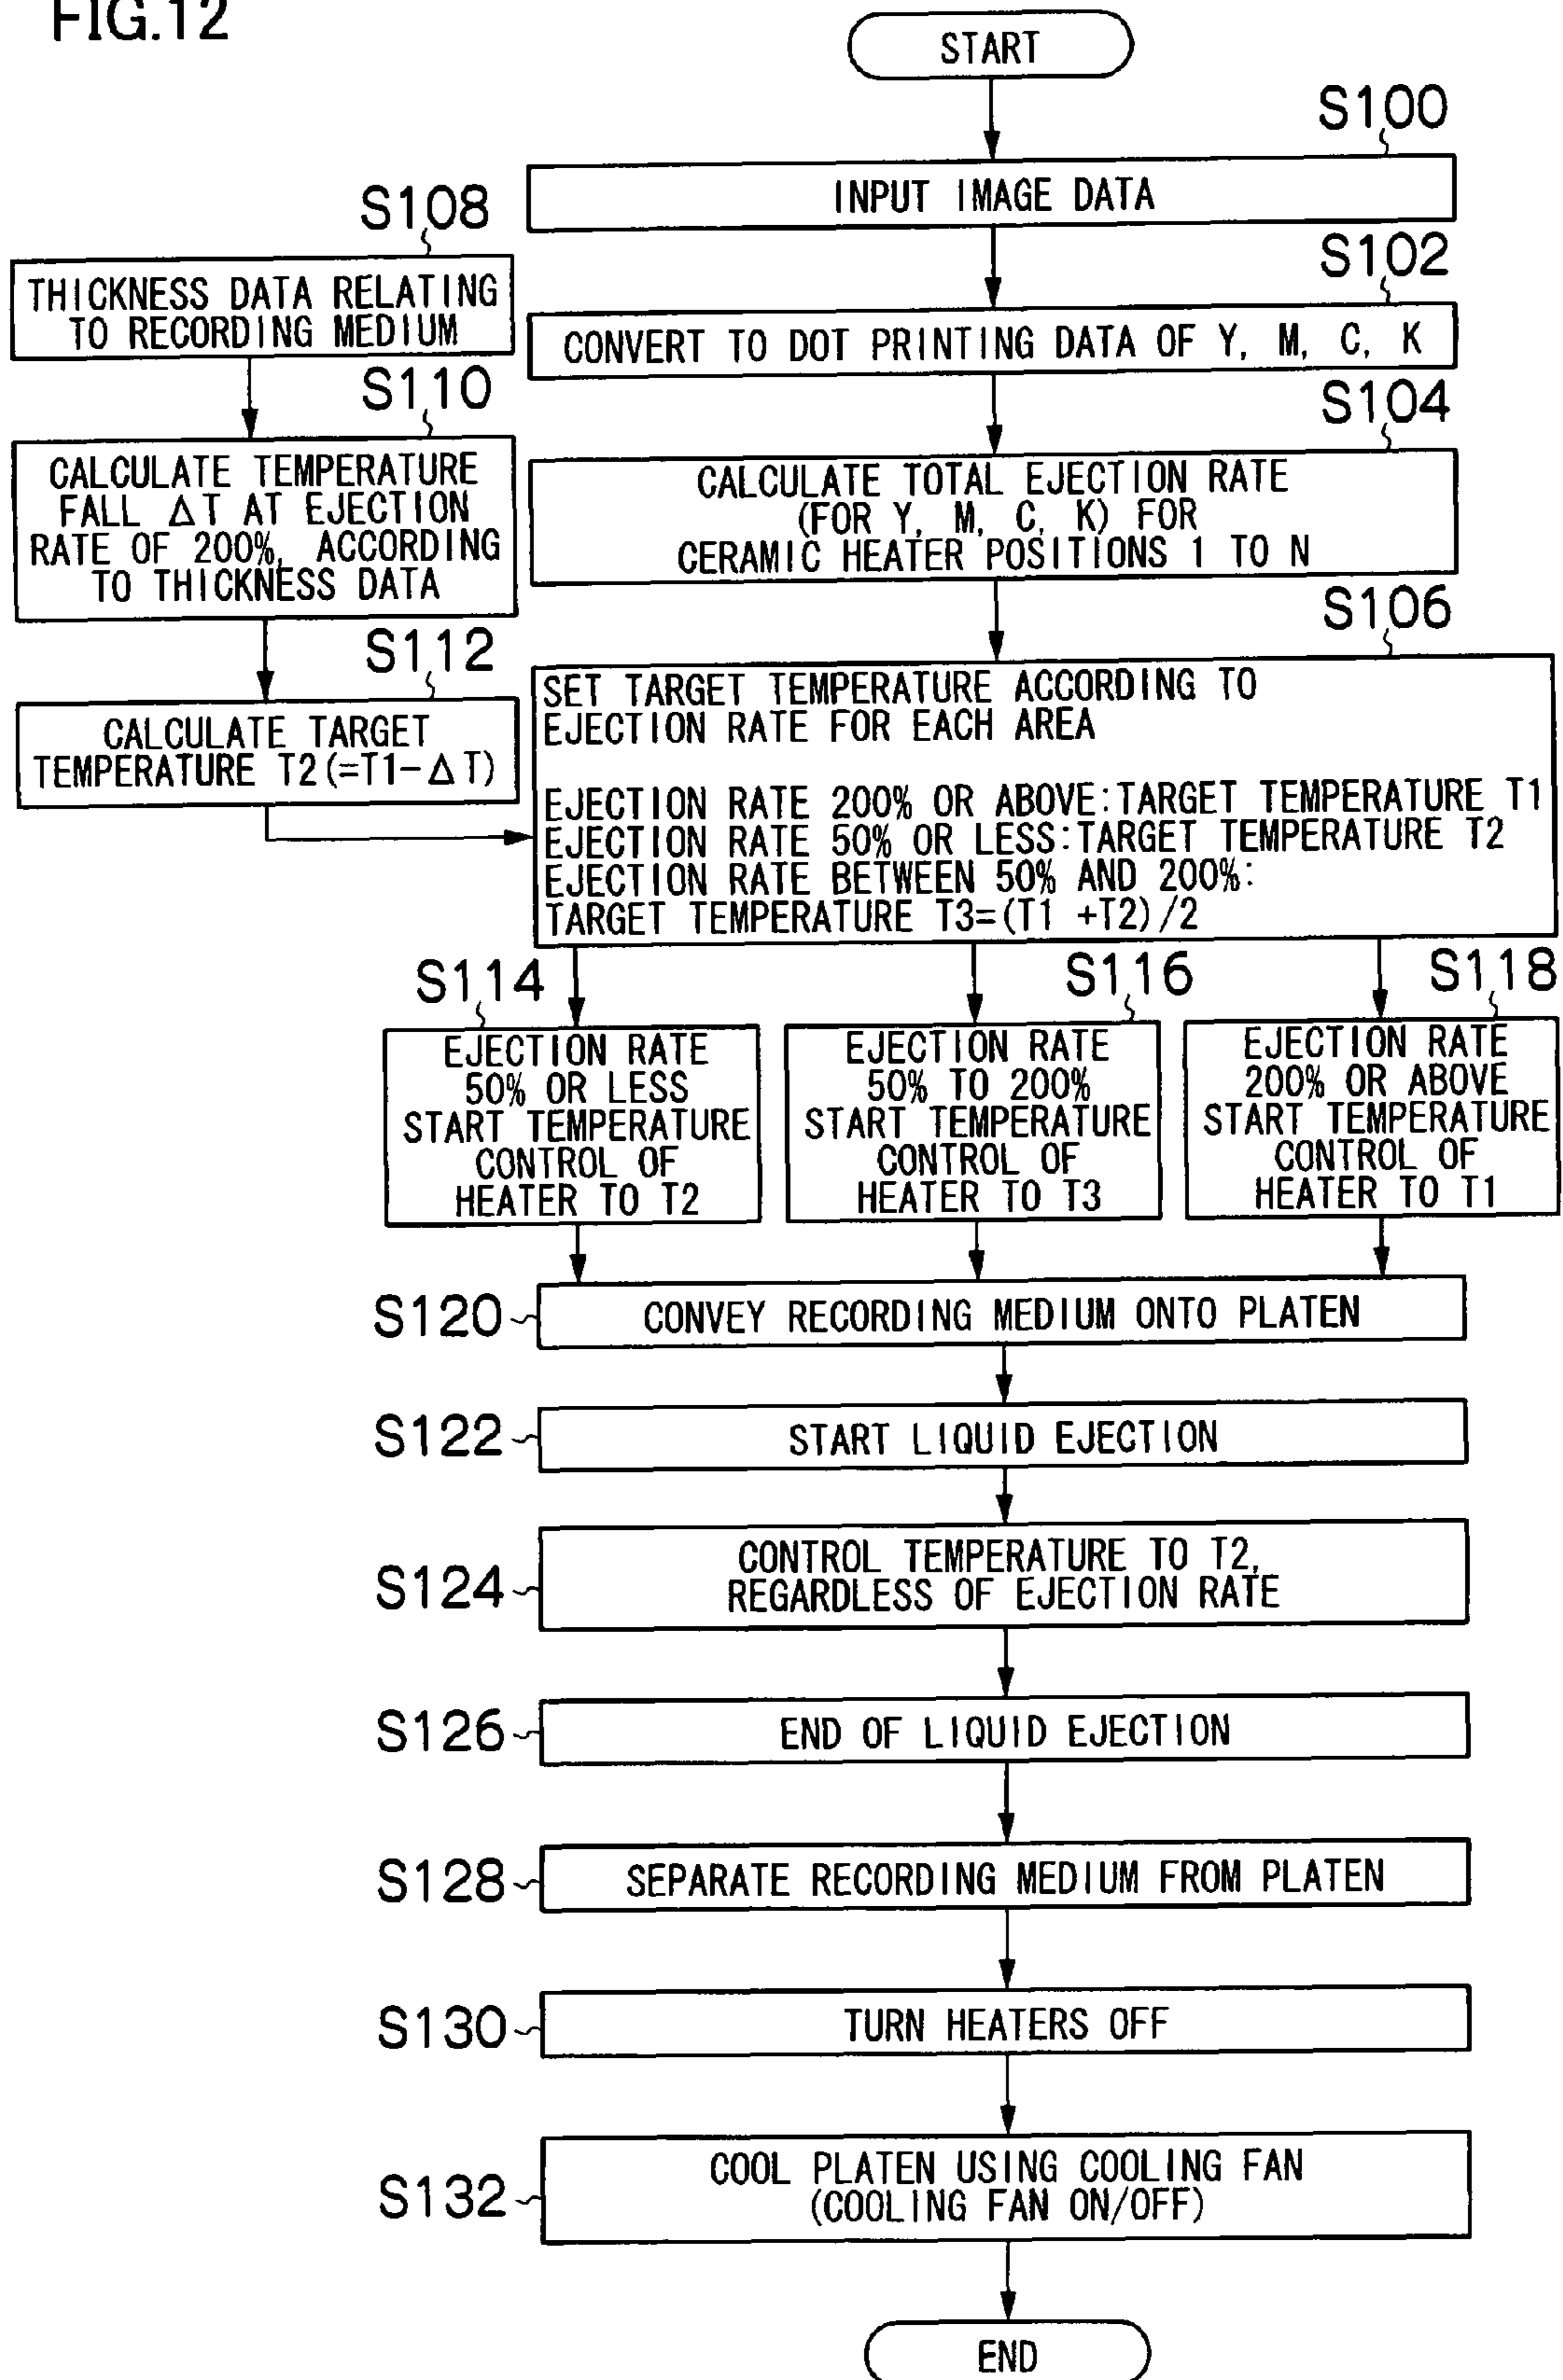 FIG.12
START
S100
INPUT IMAGE DATA
S102
CONVERT TO DOT PRINTING DATA OF Y, M, C, K
S104
CALCULATE TOTAL EJECTION RATE
(FOR Y, M, C, K) FOR
CERAMIC HEATER POSITIONS 1 TO N
S108
THICKNESS DATA RELATING
TO RECORDING MEDIUM
S110
CALCULATE TEMPERATURE
FALL ΔT AT EJECTION
RATE OF 200%, ACCORDING
TO THICKNESS DATA
S112
CALCULATE TARGET
TEMPERATURE T2(=T1-ΔT)
S106
SET TARGET TEMPERATURE ACCORDING TO
EJECTION RATE FOR EACH AREA
EJECTION RATE 200% OR ABOVE:TARGET TEMPERATURE T1
EJECTION RATE 50% OR LESS:TARGET TEMPERATURE T2
EJECTION RATE BETWEEN 50% AND 200%:
TARGET TEMPERATURE T3=(T1 +T2)/2
S114
EJECTION RATE
50% OR LESS
START TEMPERATURE
CONTROL OF
HEATER TO T2
S116
EJECTION RATE
50% TO 200%
START TEMPERATURE
CONTROL OF
HEATER TO T3
S118
EJECTION RATE
200% OR ABOVE
START TEMPERATURE
CONTROL OF
HEATER TO T1
S120
CONVEY RECORDING MEDIUM ONTO PLATEN
S122
START LIQUID EJECTION
S124
CONTROL TEMPERATURE TO T2,
REGARDLESS OF EJECTION RATE
S126
END OF LIQUID EJECTION
S128
SEPARATE RECORDING MEDIUM FROM PLATEN
S130
TURN HEATERS OFF
S132
COOL PLATEN USING COOLING FAN
(COOLING FAN ON/OFF)
END